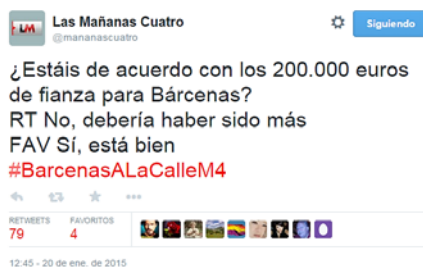 LM
Las Mañanas Cuatro
@mananascuatro
Siguiendo
¿Estáis de acuerdo con los 200.000 euros
de fianza para Bárcenas?
RT No, debería haber sido más
FAV Sí, está bien
#BarcenasALaCalleM4
RETWEETS FAVORITOS
79 4
12:45 - 20 de ene. de 2015